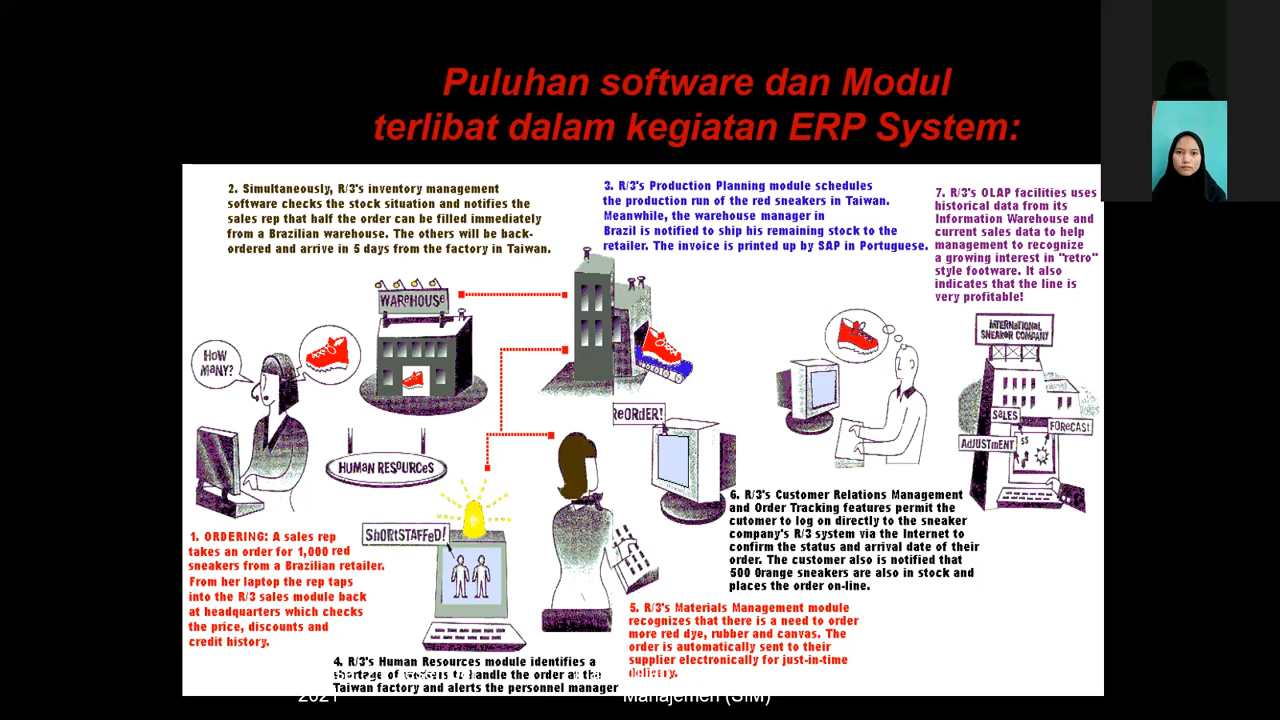 Puluhan software dan Modul
terlibat dalam kegiatan ERP System:
2. Simultaneously, R/3's inventory management
software checks the stock situation and notifies the
sales rep that half the order can be filled immediately
from a Brazilian warehouse. The others will be back-
ordered and arrive in 5 days from the factory in Taiwan.
3. R/3's Production Planning module schedules
the production run of the red sneakers in Taiwan.
Meanwhile, the warehouse manager in
Brazil is notified to ship his remaining stock to the
retailer. The invoice is printed up by SAP in Portuguese.
7. R/3's OLAP facilities uses
historical data from its
Information Warehouse and
current sales data to help
management to recognize
a growing interest in "retro"
style footware. It also
indicates that the line is
very profitable!
WAREHOUSE
HOW
MANY?
INTERNATIONAL
SNEAKER COMPANY
REORDER!
SALES
FORECAST
ADJUSTMENT
$$
HUMAN RESOURCES
SHORTSTAFFED!
1. ORDERING: A sales rep
takes an order for 1,000 red
sneakers from a Brazilian retailer.
From her laptop the rep taps
into the R/3 sales module back
at headquarters which checks
the price, discounts and
credit history.
6. R/3's Customer Relations Management
and Order Tracking features permit the
cutomer to log on directly to the sneaker
company's R/3 system via the Internet to
confirm the status and arrival date of their
order. The customer also is notified that
500 Orange sneakers are also in stock and
places the order on-line.
5. R/3's Materials Management module
recognizes that there is a need to order
more red dye, rubber and canvas. The
order is automatically sent to their
supplier electronically for just-in-time
delivery.
4. R/3's Human Resources module identifies a
shortage of workers to handle the order at the
Taiwan factory and alerts the personnel manager
2021
Manajemen (SIM)